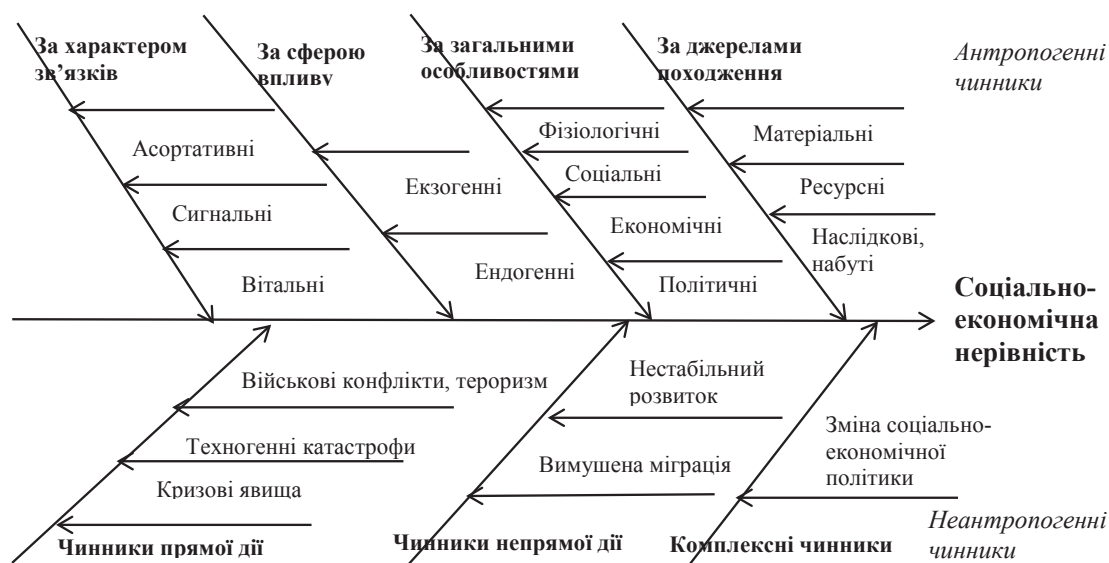 За характером
зв’язків
За сферою
впливу
За загальними
особливостями
За джерелами
походження
Антропогенні
чинники
Асортативні
Сигнальні
Вітальні
Екзогенні
Ендогенні
Фізіологічні
Соціальні
Економічні
Політичні
Матеріальні
Ресурсні
Наслідкові,
набуті
Соціально-
економічна
нерівність
Військові конфлікти, тероризм
Техногенні катастрофи
Кризові явища
Чинники прямої дії
Нестабільний
розвиток
Вимушена міграція
Чинники непрямої дії
Зміна соціально-
економічної
політики
Комплексні чинники
Неантропогенні
чинники